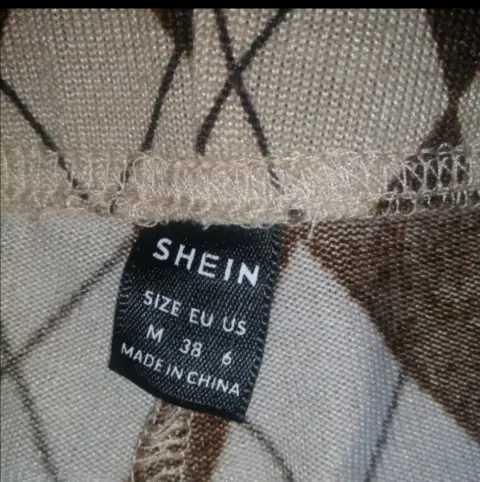 SHEIN
SIZE EU US
M 38 6
MADE IN CHINA